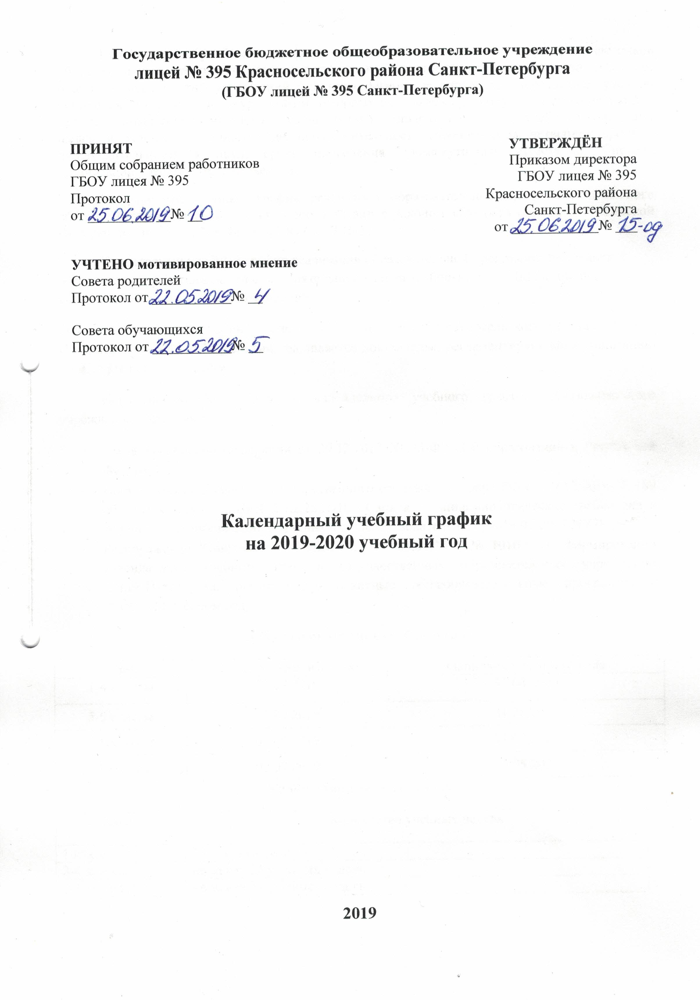 Государственное бюджетное общеобразовательное учреждение
лицей № 395 Красносельского района Санкт-Петербурга
(ГБОУ лицей № 395 Санкт-Петербурга)
ПРИНЯТ
Общим собранием работников
ГБОУ лицея № 395
Протокол
от 25.06.2019 № 10
УТВЕРЖДЁН
Приказом директора
ГБОУ лицея № 395
Красносельского района
Санкт-Петербурга
от 25.06.2019 № 15-од
УЧТЕНО мотивированное мнение
Совета родителей
Протокол от 22.05.2019 № 4
Совета обучающихся
Протокол от 22.05.2019 № 5
Календарный учебный график
на 2019-2020 учебный год
2019